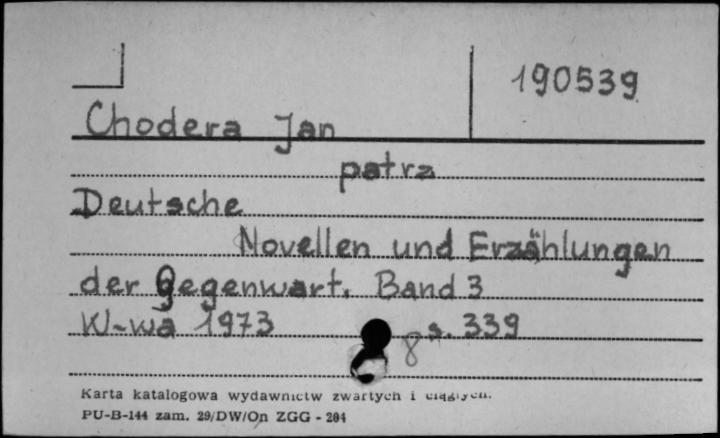 190539
Chodera Jan
patrz
Deutsche
Novellen und Erzählungen
der Gegenwart. Band 3
W-wa 1973 8° s. 339
Karta katalogowa wydawnictw zwartych i ciągłych.
PU-B-144 zam. 29/DW/On ZGG - 284